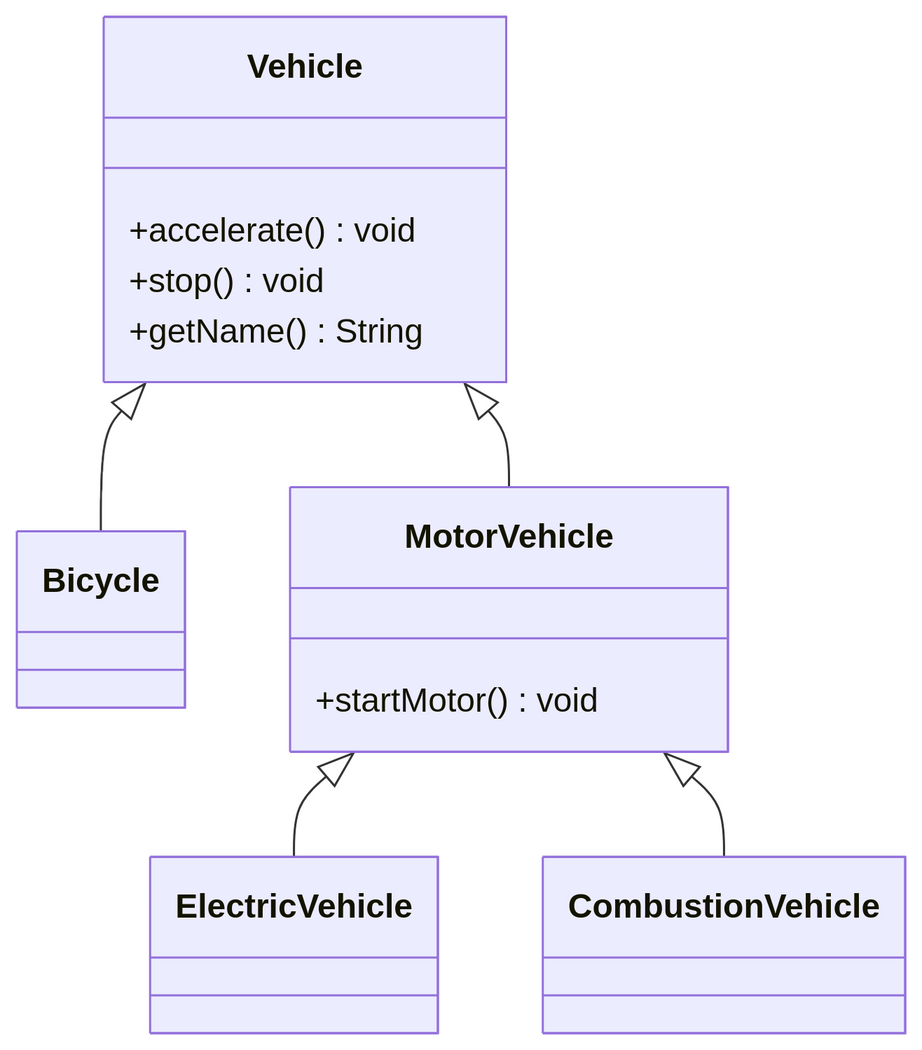 Vehicle
+accelerate() : void
+stop() : void
+getName() : String
Bicycle
MotorVehicle
+startMotor() : void
ElectricVehicle
CombustionVehicle